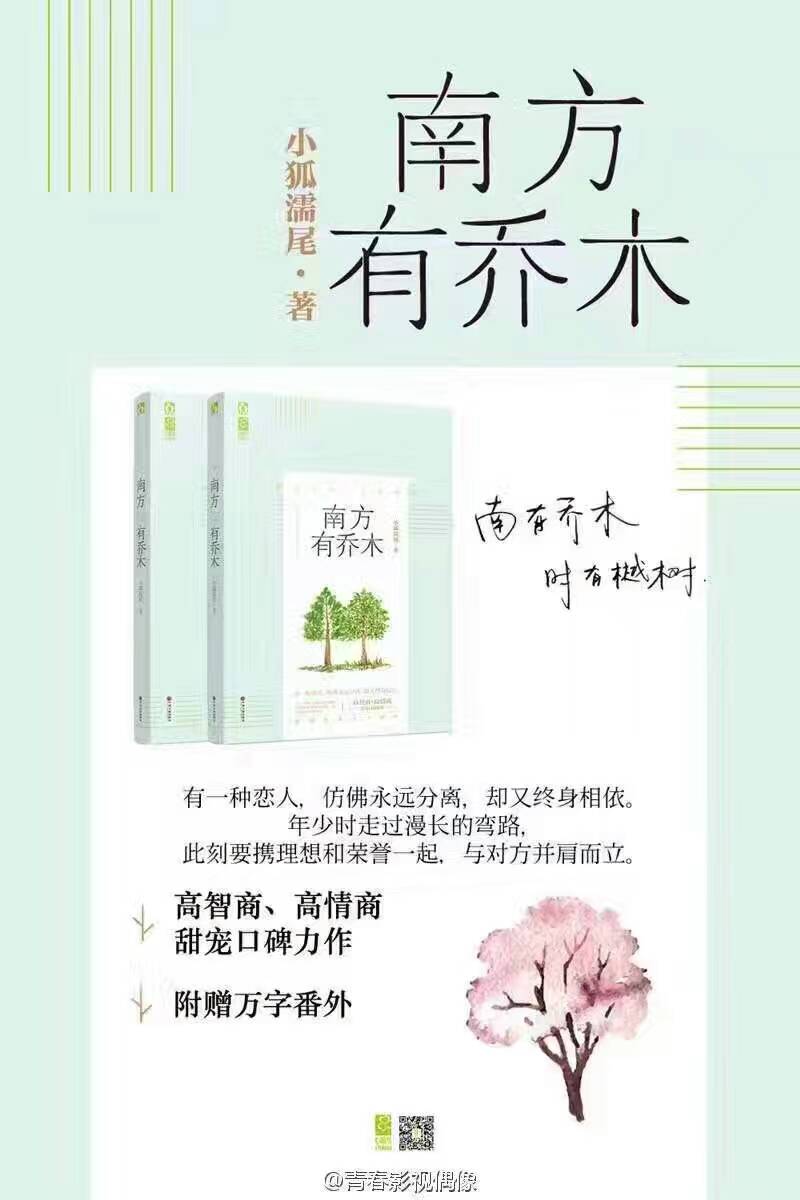 南方
有乔木
小狐濡尾·著
南方有乔木
南方有乔木
南方
有乔木
小狐濡尾 著
南有乔木
时有樾树.
有一种恋人，仿佛永远分离，却又终身相依。
年少时走过漫长的弯路，
此刻要携理想和荣誉一起，与对方并肩而立。
高智商、高情商
甜宠口碑力作
附赠万字番外
@青春影视偶像